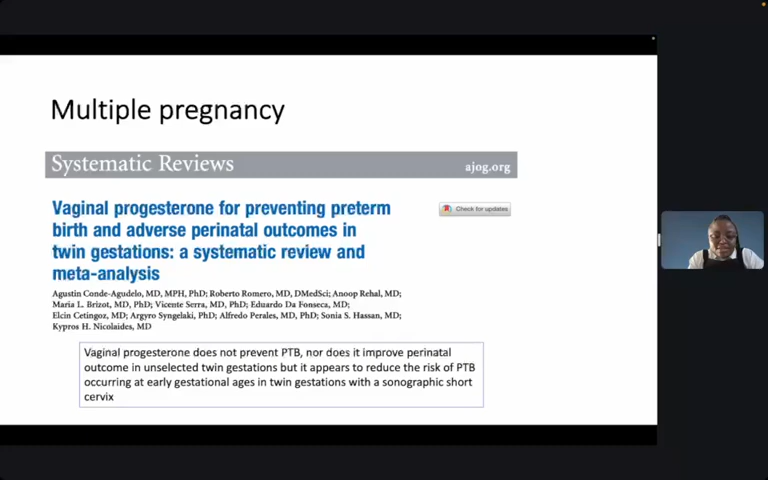 Multiple pregnancy
Systematic Reviews
ajog.org
Vaginal progesterone for preventing preterm
birth and adverse perinatal outcomes in
twin gestations: a systematic review and
meta-analysis
Check for updates
Agustin Conde-Agudelo, MD, MPH, PhD; Roberto Romero, MD, DMedSci; Anoop Rehal, MD;
Maria L. Brizot, MD, PhD; Vicente Serra, MD, PhD; Eduardo Da Fonseca, MD;
Elcin Cetingoz, MD; Argyro Syngelaki, PhD; Alfredo Perales, MD, PhD; Sonia S. Hassan, MD;
Kypros H. Nicolaides, MD
Vaginal progesterone does not prevent PTB, nor does it improve perinatal
outcome in unselected twin gestations but it appears to reduce the risk of PTB
occurring at early gestational ages in twin gestations with a sonographic short
cervix